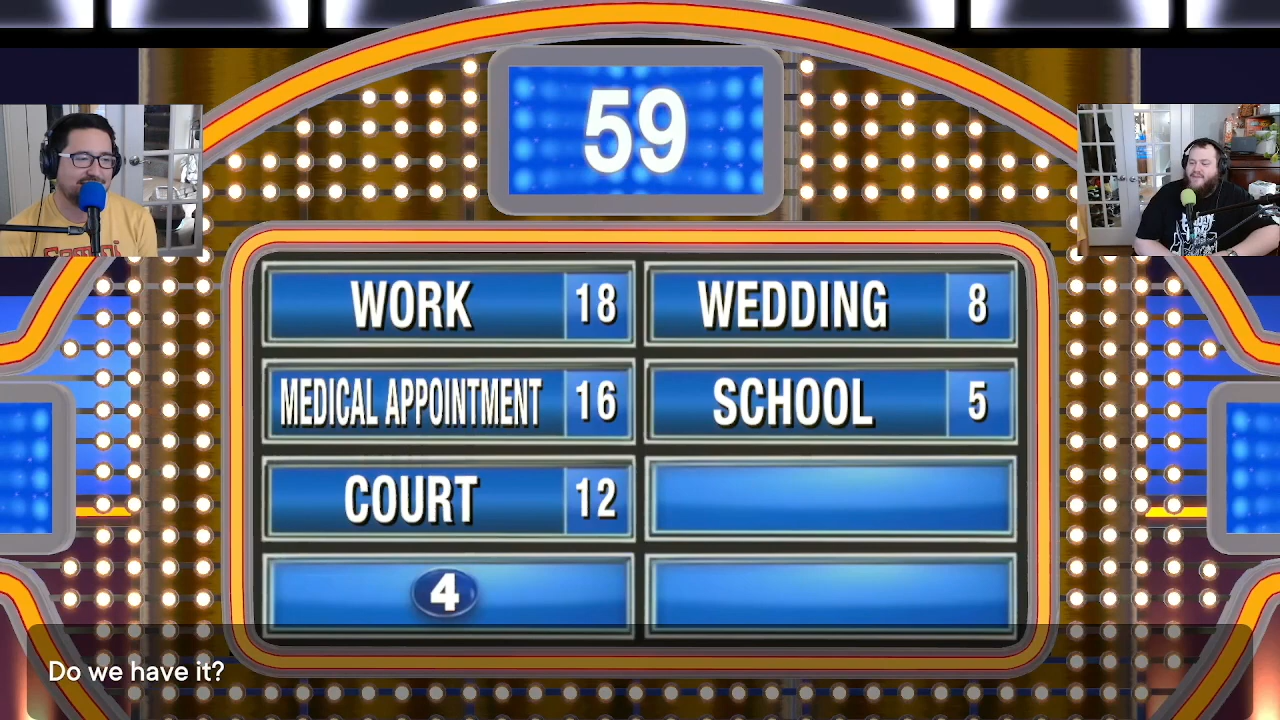 59
WORK 18
MEDICAL APPOINTMENT 16
COURT 12
4
WEDDING 8
SCHOOL 5
Do we have it?